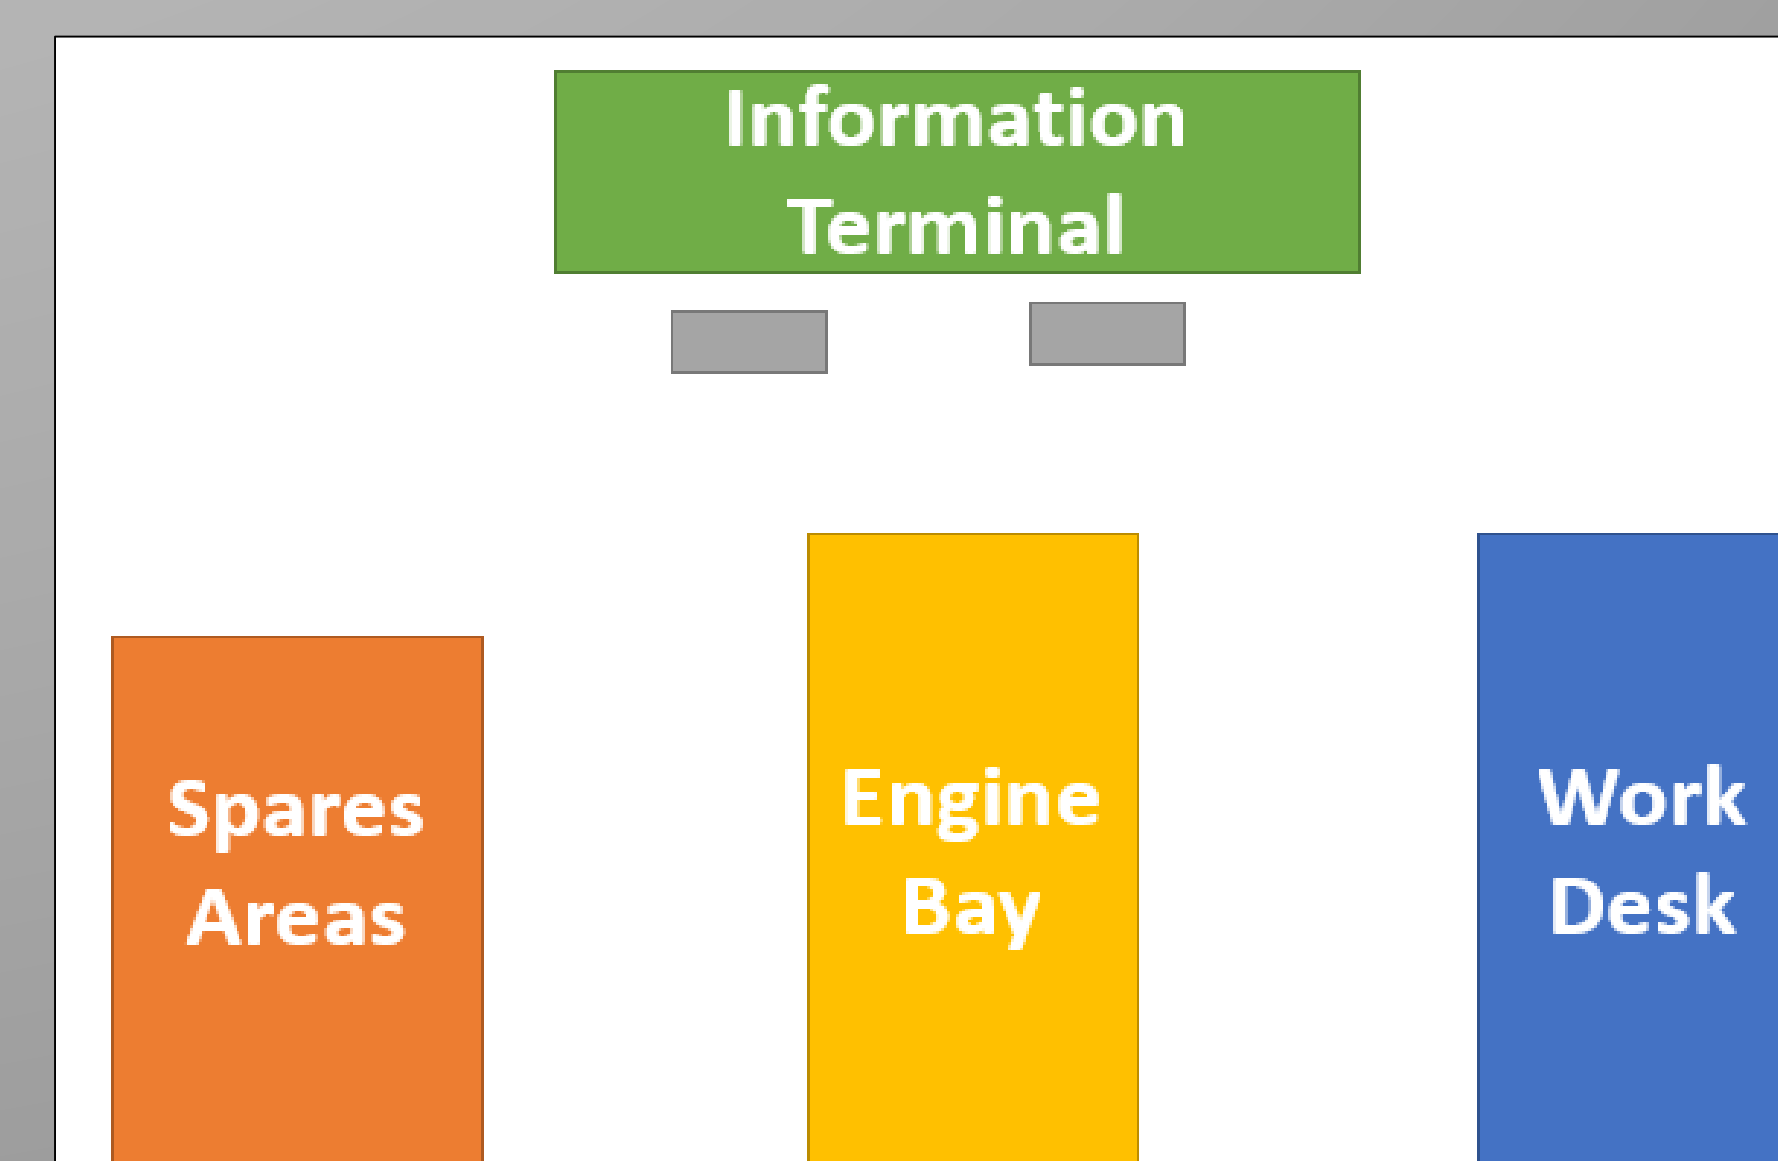 Information
Terminal
Spares
Areas
Engine
Bay
Work
Desk